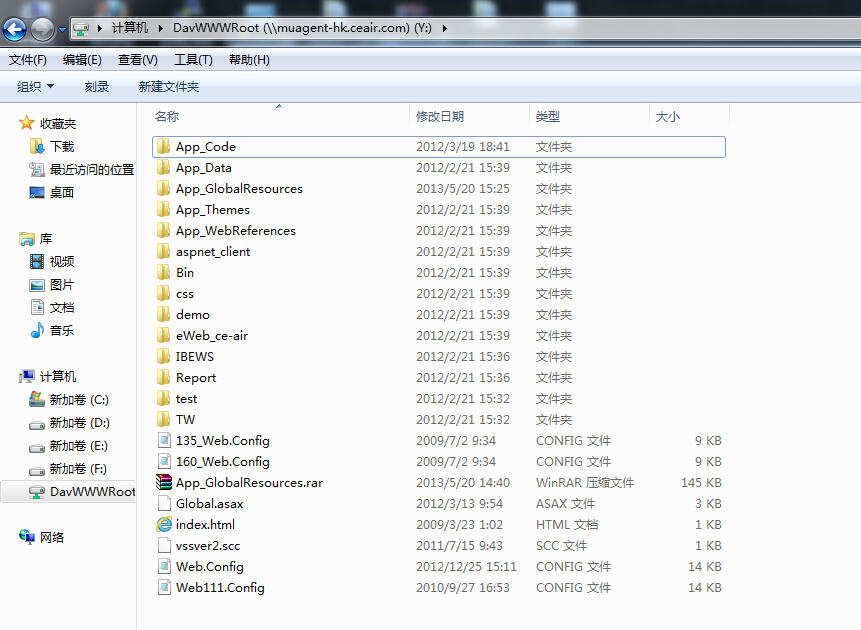 计算机 DavWWWRoot (\\muagent-hk.ceair.com) (Y:)
文件(F) 编辑(E) 查看(V) 工具(T) 帮助(H)
组织 刻录 新建文件夹
收藏夹
下载
最近访问的位置
桌面
库
视频
图片
文档
音乐
计算机
新加卷 (C:)
新加卷 (D:)
新加卷 (E:)
新加卷 (F:)
DavWWWRoot
网络
名称 修改日期 类型 大小
App_Code 2012/3/19 18:41 文件夹
App_Data 2012/2/21 15:39 文件夹
App_GlobalResources 2013/5/20 15:25 文件夹
App_Themes 2012/2/21 15:39 文件夹
App_WebReferences 2012/2/21 15:39 文件夹
aspnet_client 2012/2/21 15:39 文件夹
Bin 2012/2/21 15:39 文件夹
css 2012/2/21 15:39 文件夹
demo 2012/2/21 15:39 文件夹
eWeb_ce-air 2012/2/21 15:39 文件夹
IBEWS 2012/2/21 15:36 文件夹
Report 2012/2/21 15:36 文件夹
test 2012/2/21 15:32 文件夹
TW 2012/2/21 15:32 文件夹
135_Web.Config 2009/7/2 9:34 CONFIG 文件 9 KB
160_Web.Config 2009/7/2 9:34 CONFIG 文件 9 KB
App_GlobalResources.rar 2013/5/20 14:40 WinRAR 压缩文件 145 KB
Global.asax 2012/3/13 9:54 ASAX 文件 3 KB
index.html 2009/3/23 1:02 HTML 文档 1 KB
vssver2.scc 2011/7/15 9:43 SCC 文件 1 KB
Web.Config 2012/12/25 15:11 CONFIG 文件 14 KB
Web111.Config 2010/9/27 16:53 CONFIG 文件 14 KB